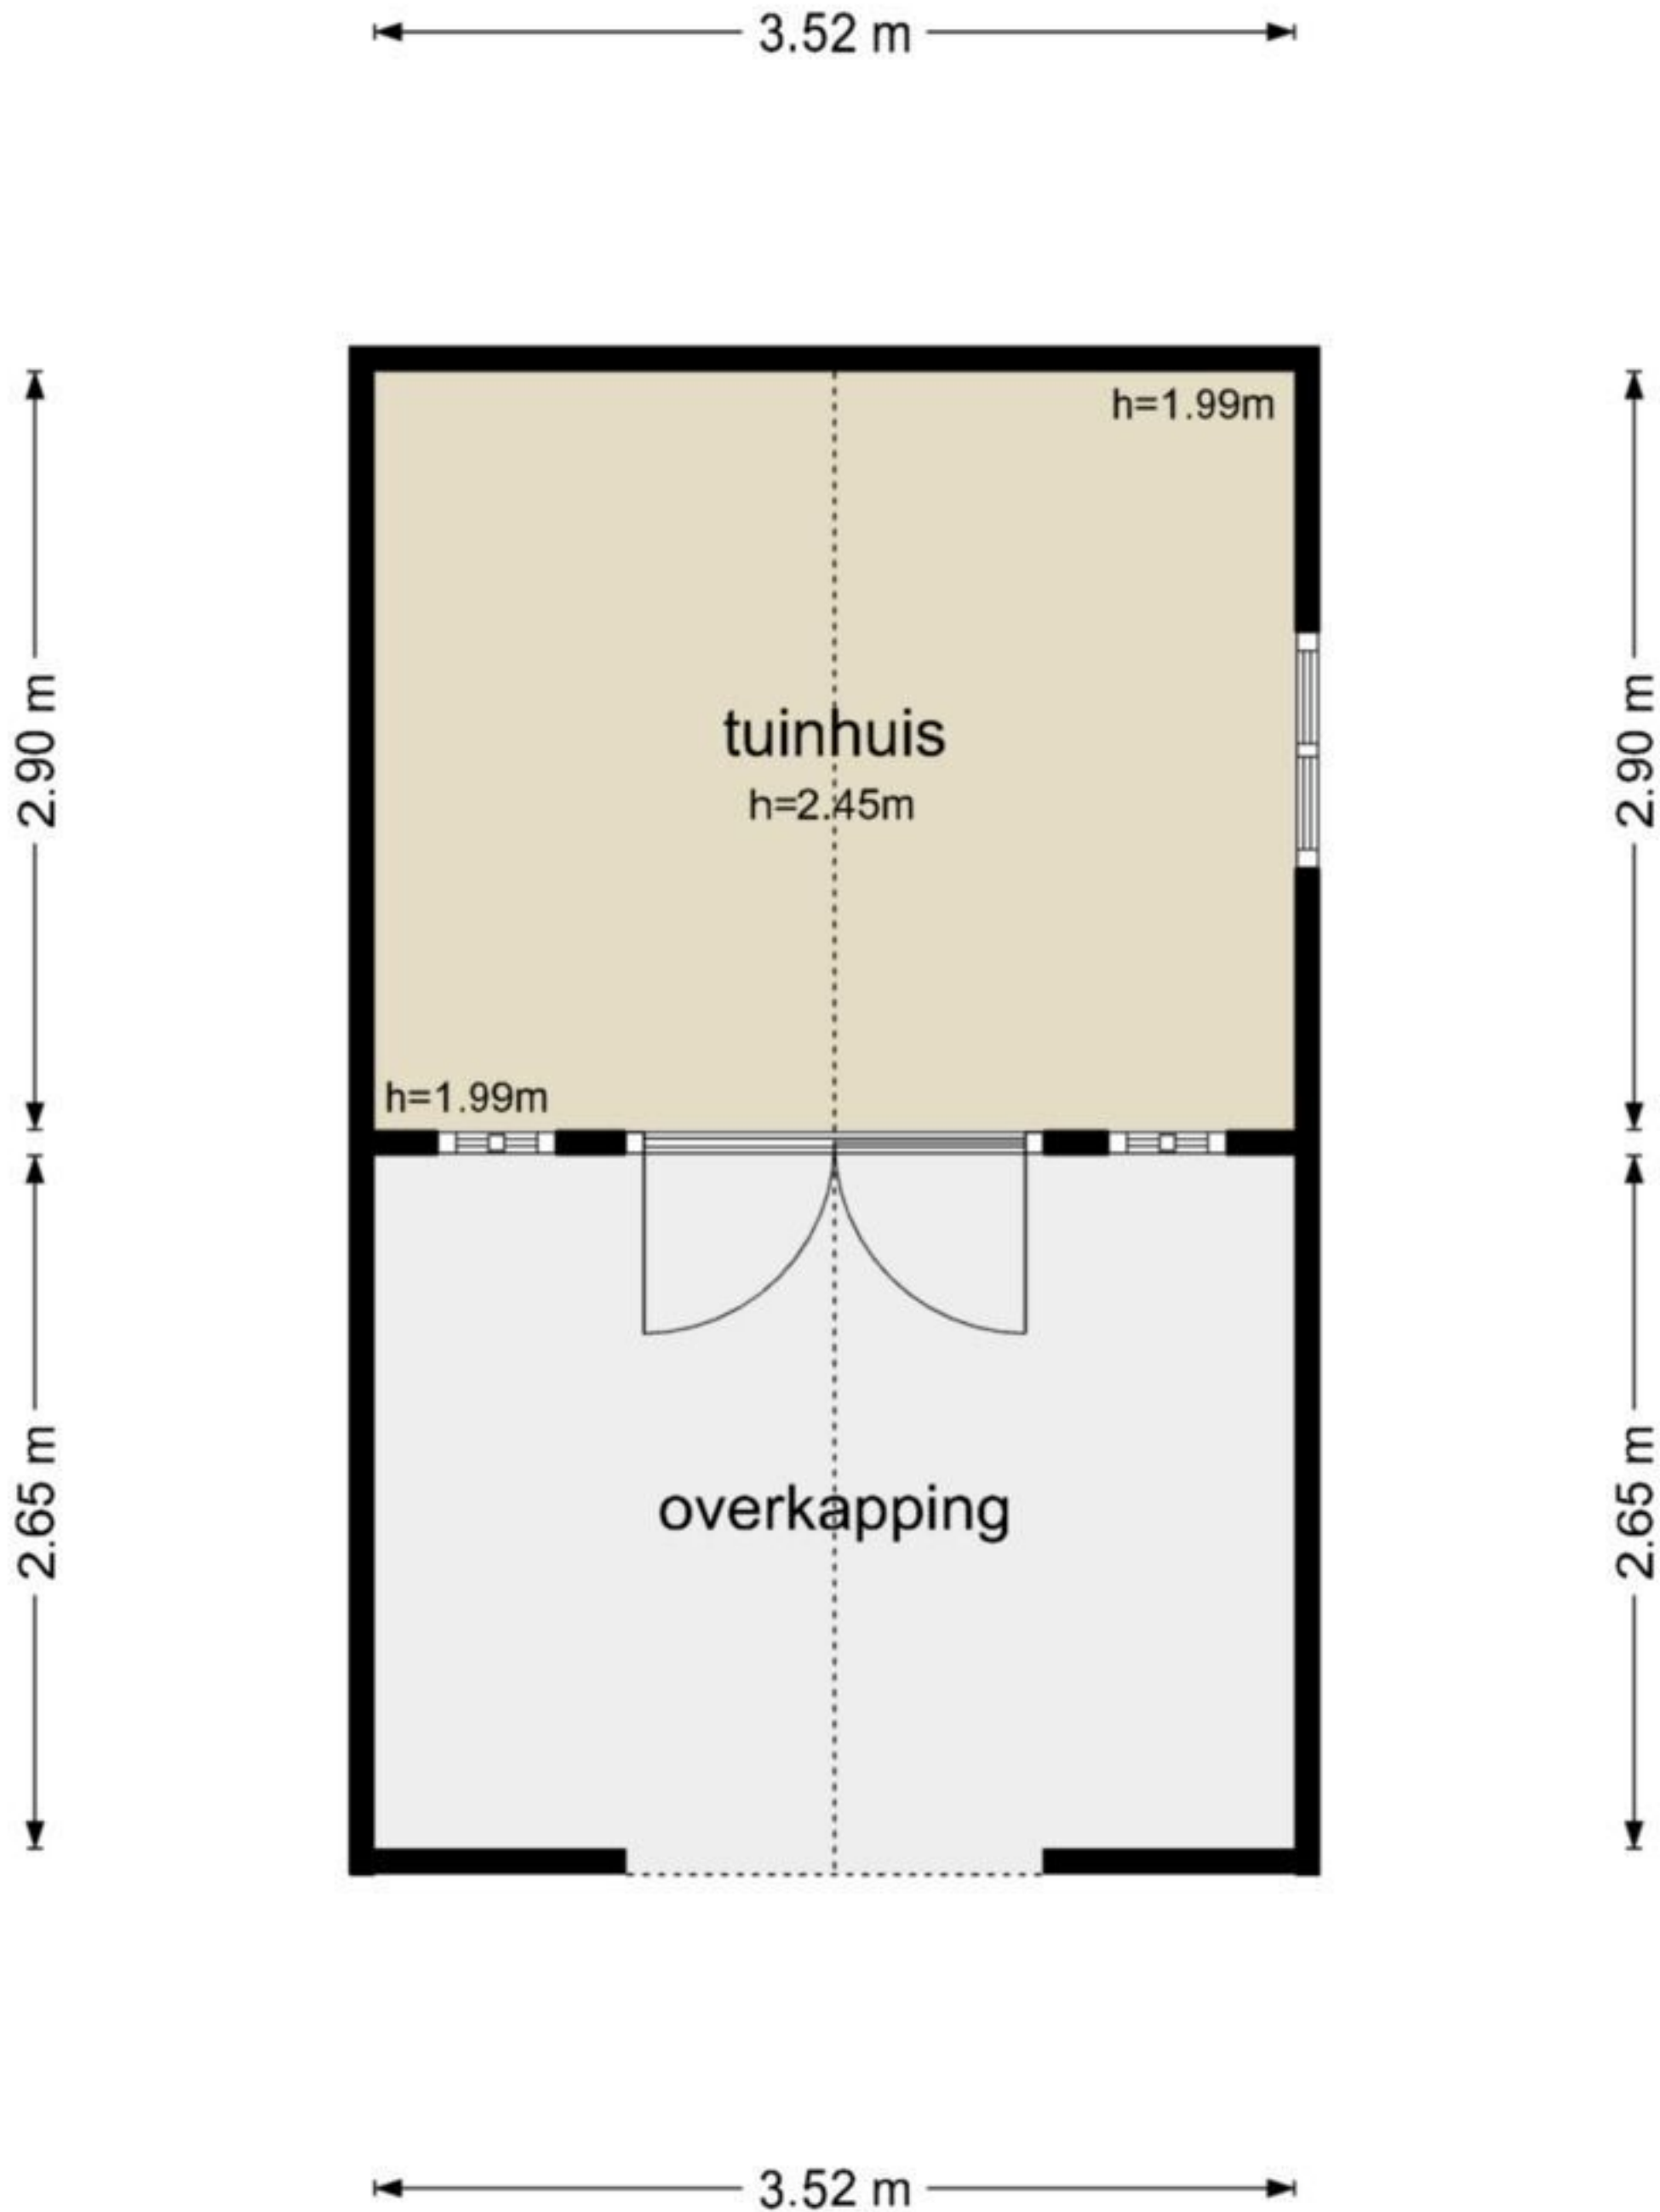 3.52 m
h=1.99m
2.90 m
2.90 m
tuinhuis
h=2.45m
h=1.99m
2.65 m
2.65 m
overkapping
3.52 m